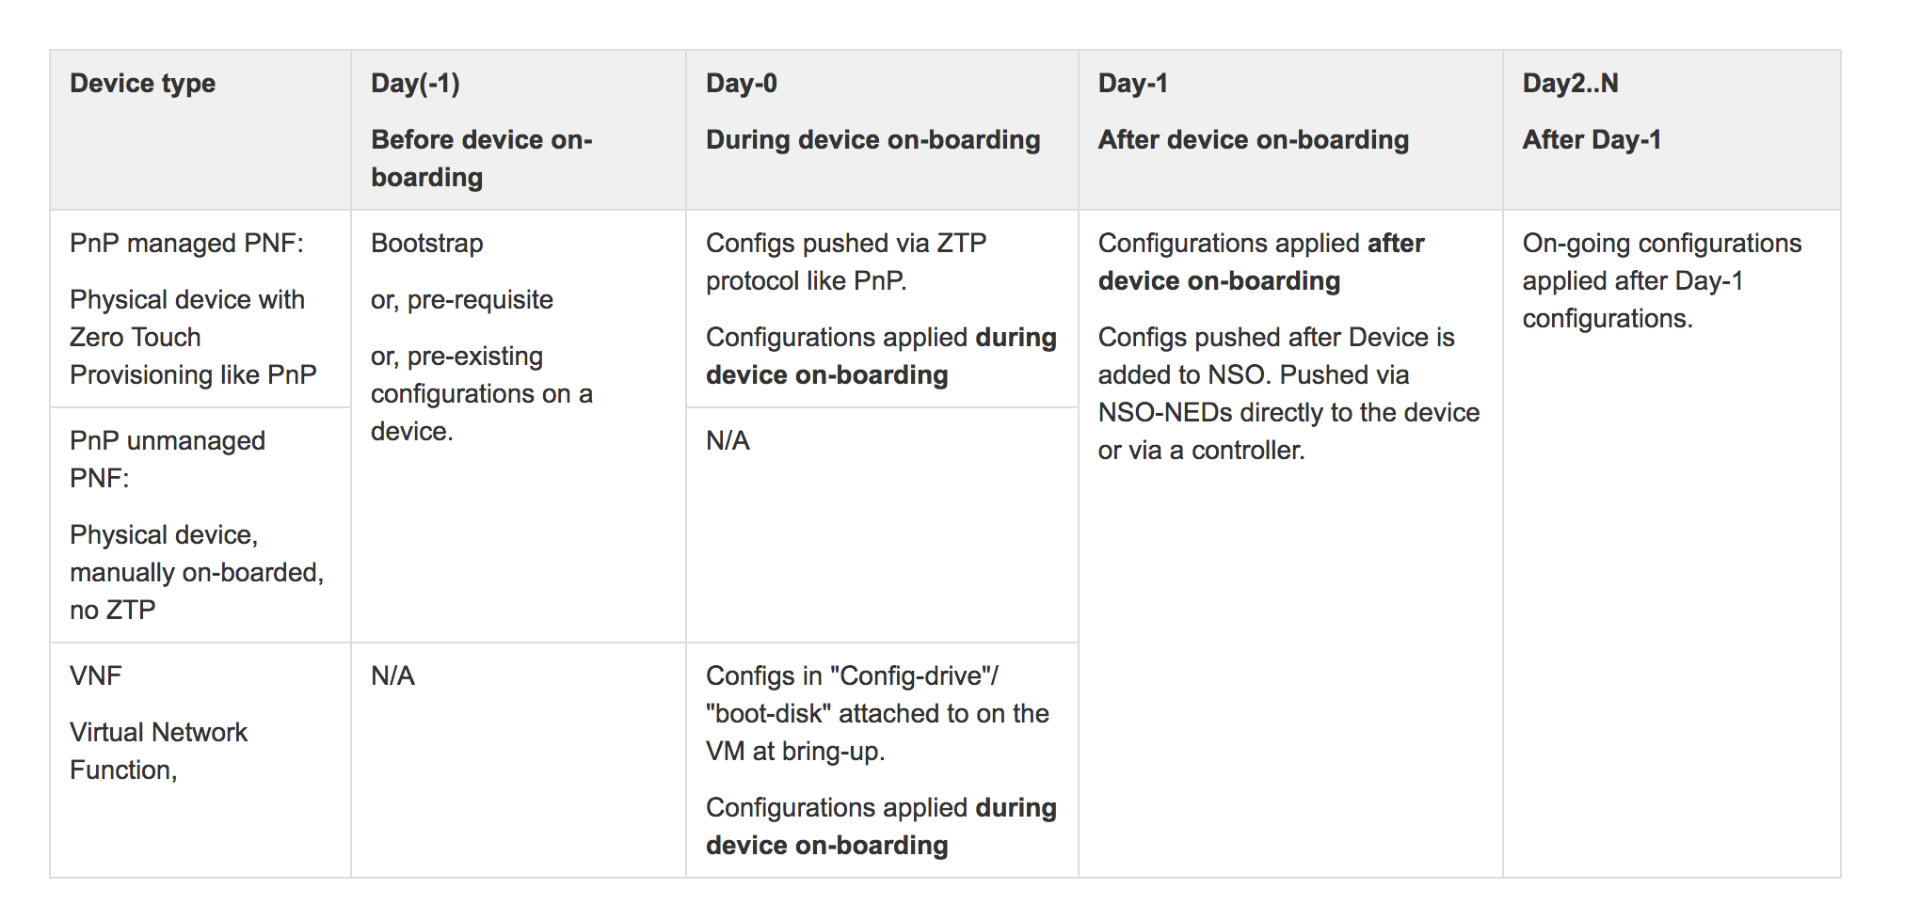 Device type
Day(-1)
Before device on-
boarding
Day-0
During device on-boarding
Day-1
After device on-boarding
Day2..N
After Day-1
PnP managed PNF:
Physical device with
Zero Touch
Provisioning like PnP
Bootstrap
or, pre-requisite
or, pre-existing
configurations on a
device.
Configs pushed via ZTP
protocol like PnP.
Configurations applied during
device on-boarding
Configurations applied after
device on-boarding
Configs pushed after Device is
added to NSO. Pushed via
NSO-NEDs directly to the device
or via a controller.
On-going configurations
applied after Day-1
configurations.
PnP unmanaged
PNF:
Physical device,
manually on-boarded,
no ZTP
N/A
VNF
Virtual Network
Function,
N/A
Configs in "Config-drive"/
"boot-disk" attached to on the
VM at bring-up.
Configurations applied during
device on-boarding